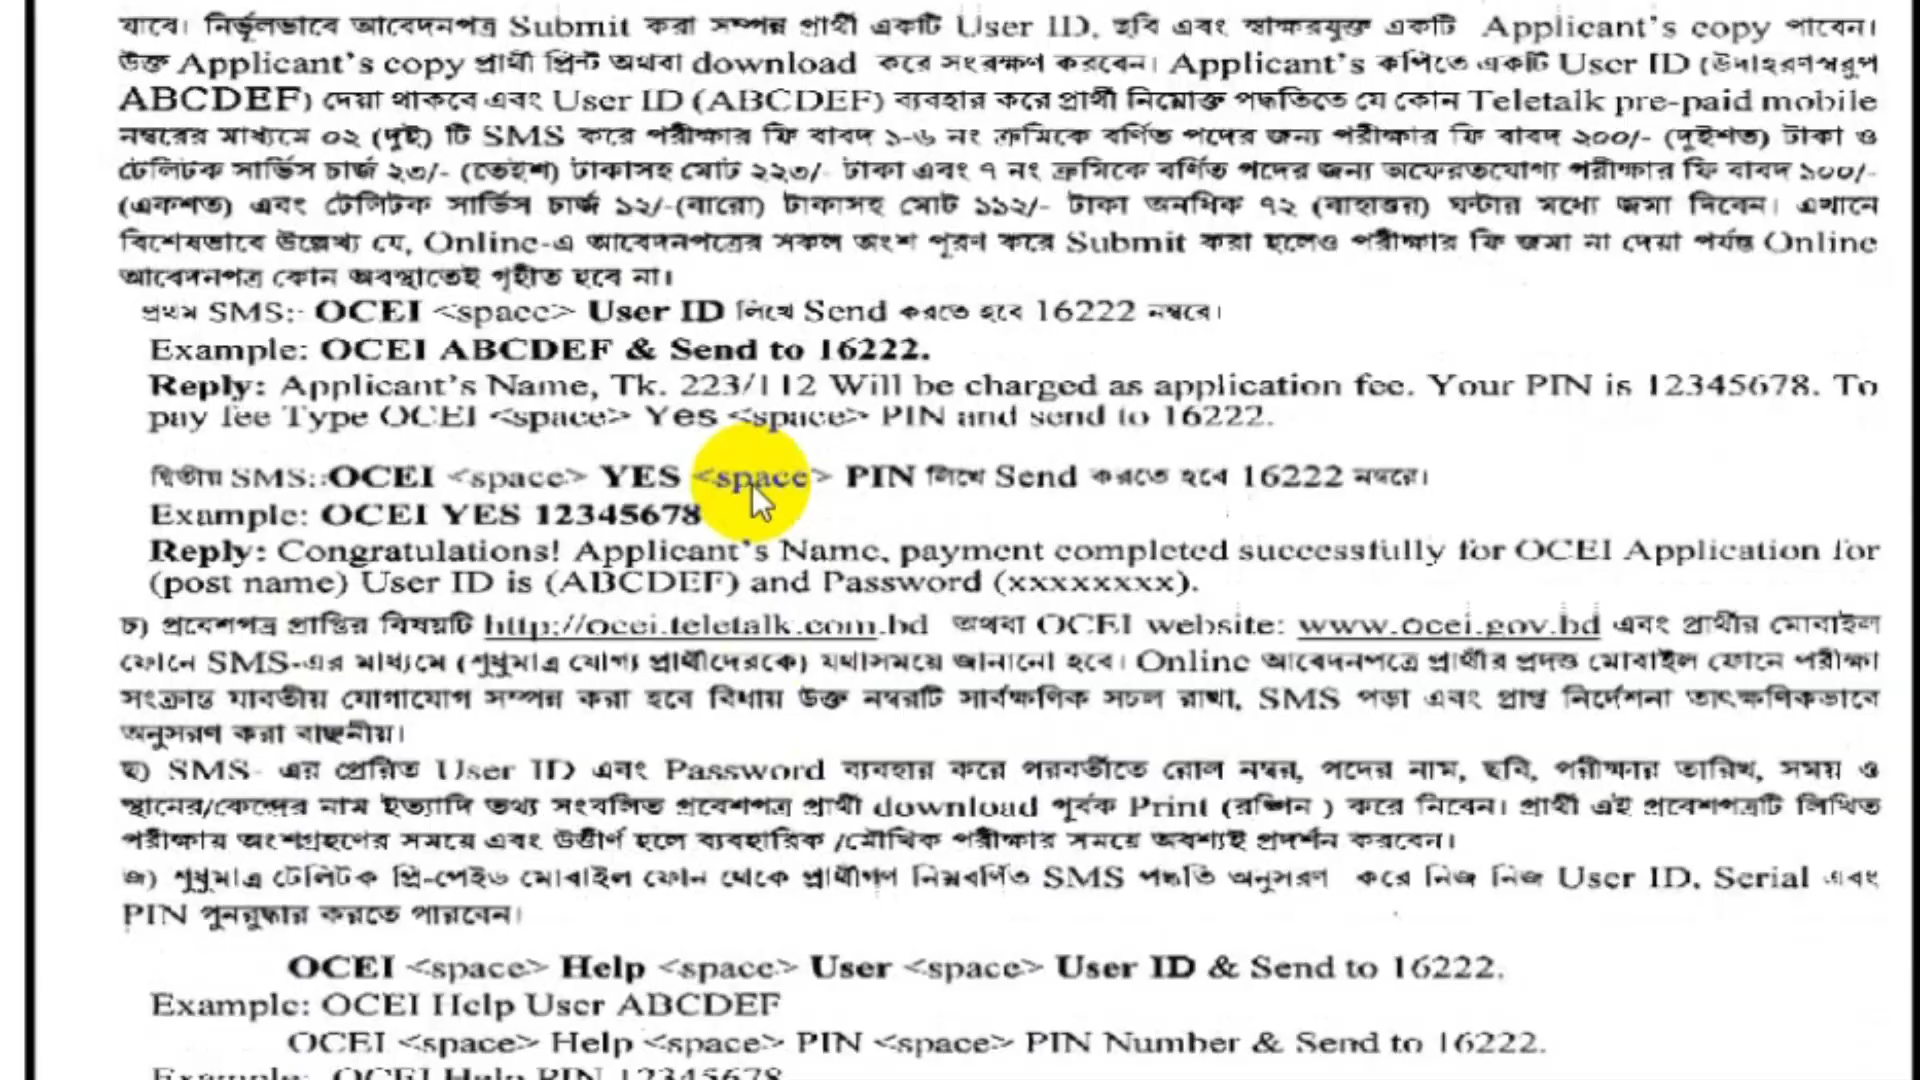 যাবে। নির্ভুলভাবে আবেদনপত্র Submit করা সম্পন্ন প্রার্থী একটি User ID, ছবি এবং স্বাক্ষরযুক্ত একটি Applicant's copy পাবেন।
উক্ত Applicant's copy প্রার্থী প্রিন্ট অথবা download করে সংরক্ষণ করবেন। Applicant's কপিতে একটি User ID (উদাহরণস্বরুপ
ABCDEF) দেয়া থাকবে এবং User ID (ABCDEF) ব্যবহার করে প্রার্থী নিম্নোক্ত পদ্ধতিতে যে কোন Teletalk pre-paid mobile
নম্বরের মাধ্যমে ০২ (দুই) টি SMS করে পরীক্ষার ফি বাবদ ১-৬ নং ক্রমিকে বর্ণিত পদের জন্য পরীক্ষার ফি বাবদ ২০০/- (দুইশত) টাকা ও
টেলিটক সার্ভিস চার্জ ২৩/- (তেইশ) টাকাসহ মোট ২২৩/- টাকা এবং ৭ নং ক্রমিকে বর্ণিত পদের জন্য অফেরতযোগ্য পরীক্ষার ফি বাবদ ১০০/-
(একশত) এবং টেলিটক সার্ভিস চার্জ ১২/-(বারো) টাকাসহ মোট ১১২/- টাকা অনধিক ৭২ (বাহাত্তর) ঘন্টার মধ্যে জমা দিবেন। এখানে
বিশেষভাবে উল্লেখ্য যে, Online-এ আবেদনপত্রের সকল অংশ পূরণ করে Submit করা হলেও পরীক্ষার ফি জমা না দেয়া পর্যন্ত Online
আবেদনপত্র কোন অবস্থাতেই গৃহীত হবে না।
প্রথম SMS:- OCEI <space> User ID লিখে Send করতে হবে 16222 নম্বরে।
Example: OCEI ABCDEF & Send to 16222.
Reply: Applicant's Name, Tk. 223/112 Will be charged as application fee. Your PIN is 12345678. To
pay fee Type OCEI <space> Yes <space> PIN and send to 16222.
দ্বিতীয় SMS::OCEI <space> YES <space> PIN লিখে Send করতে হবে 16222 নম্বরে।
Example: OCEI YES 12345678
Reply: Congratulations! Applicant's Name, payment completed successfully for OCEI Application for
(post name) User ID is (ABCDEF) and Password (xxxxxxxx).
চ) প্রবেশপত্র প্রাপ্তির বিষয়টি http://ocei.teletalk.com.bd অথবা OCEI website: www.ocei.gov.bd এবং প্রার্থীর মোবাইল
ফোনে SMS-এর মাধ্যমে (শুধুমাত্র যোগ্য প্রার্থীদেরকে) যথাসময়ে জানানো হবে। Online আবেদনপত্রে প্রার্থীর প্রদত্ত মোবাইল ফোনে পরীক্ষা
সংক্রান্ত যাবতীয় যোগাযোগ সম্পন্ন করা হবে বিধায় উক্ত নম্বরটি সার্বক্ষণিক সচল রাখা, SMS পড়া এবং প্রাপ্ত নির্দেশনা তাৎক্ষণিকভাবে
অনুসরণ করা বাঞ্ছনীয়।
ছ) SMS- এর প্রেরিত User ID এবং Password ব্যবহার করে পরবর্তীতে রোল নম্বর, পদের নাম, ছবি, পরীক্ষার তারিখ, সময় ও
স্থানের/কেন্দ্রের নাম ইত্যাদি তথ্য সংবলিত প্রবেশপত্র প্রার্থী download পূর্বক Print (রঙ্গিন ) করে নিবেন। প্রার্থী এই প্রবেশপত্রটি লিখিত
পরীক্ষায় অংশগ্রহণের সময়ে এবং উত্তীর্ণ হলে ব্যবহারিক /মৌখিক পরীক্ষার সময়ে অবশ্যই প্রদর্শন করবেন।
জ) শুধুমাত্র টেলিটক প্রি-পেইড মোবাইল ফোন থেকে প্রার্থীগণ নিম্নবর্ণিত SMS পদ্ধতি অনুসরণ করে নিজ নিজ User ID, Serial এবং
PIN পুনরুদ্ধার করতে পারবেন।
OCEI <space> Help <space> User <space> User ID & Send to 16222.
Example: OCEI Help User ABCDEF
OCEI <space> Help <space> PIN <space> PIN Number & Send to 16222.
Example: OCEI Help PIN 12345678